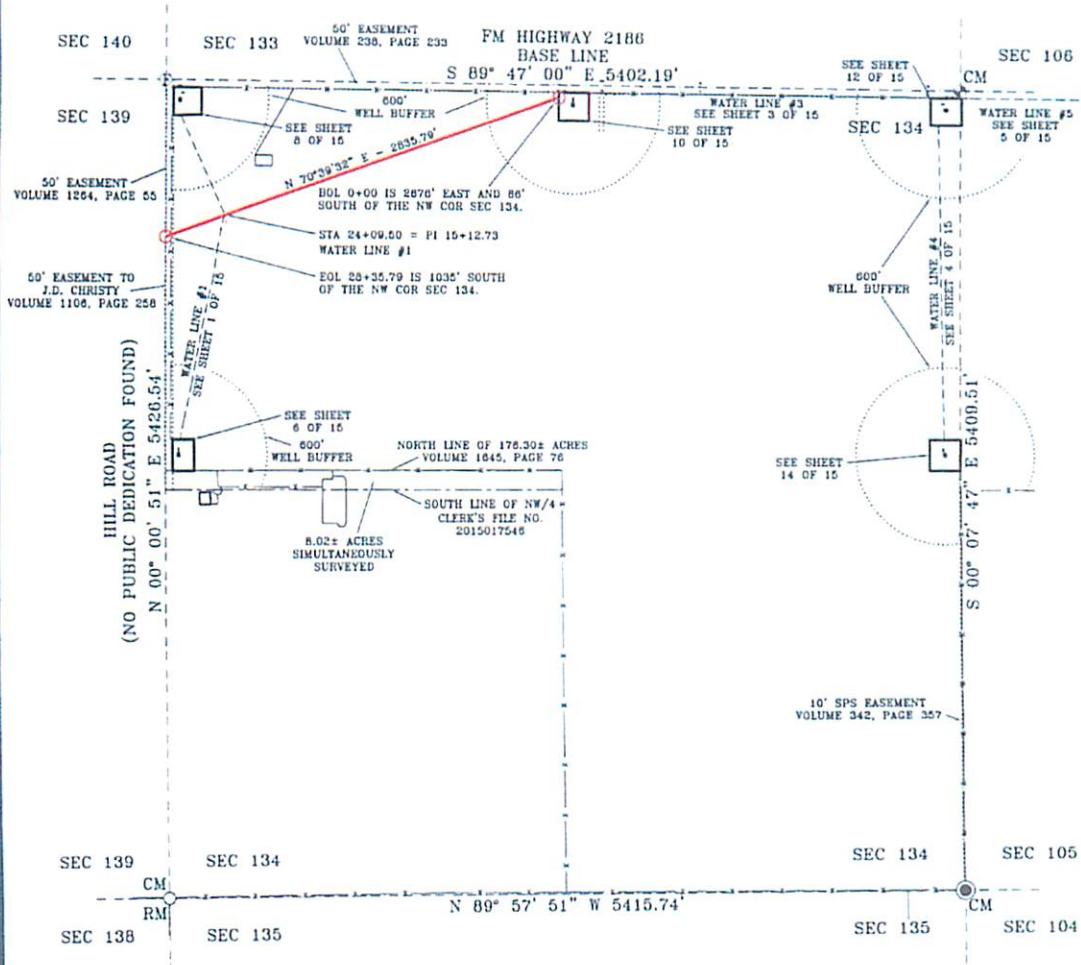 SEC 140
SEC 133
50' EASEMENT
VOLUME 238, PAGE 233
FM HIGHWAY 2186
BASE LINE
S 89° 47' 00" E 5402.19'
SEC 106
SEE SHEET
12 OF 15
CM
SEC 139
600'
WELL BUFFER
SEE SHEET
8 OF 15
WATER LINE #3
SEE SHEET 3 OF 15
SEC 134
WATER LINE #5
SEE SHEET
5 OF 15
SEE SHEET
10 OF 15
N 70°39'32" E - 2835.79'
50' EASEMENT
VOLUME 1264, PAGE 55
BOL 0+00 IS 2676' EAST AND 86'
SOUTH OF THE NW COR SEC 134.
STA 24+09.50 = PI 15+12.73
WATER LINE #1
EOL 28+35.79 IS 1035' SOUTH
OF THE NW COR SEC 134.
50' EASEMENT TO
J.D. CHRISTY
VOLUME 1106, PAGE 258
WATER LINE #1
SEE SHEET 1 OF 15
600'
WELL BUFFER
WATER LINE #4
SEE SHEET 4 OF 15
HILL ROAD
(NO PUBLIC DEDICATION FOUND)
N 00° 00' 51" E 5426.54'
SEE SHEET
6 OF 15
600'
WELL BUFFER
NORTH LINE OF 176.30± ACRES
VOLUME 1645, PAGE 76
SEE SHEET
14 OF 15
S 00° 07' 47" E 5409.51'
SOUTH LINE OF NW/4
CLERK'S FILE NO.
2015017546
8.02± ACRES
SIMULTANEOUSLY
SURVEYED
10' SPS EASEMENT
VOLUME 342, PAGE 357
SEC 139
SEC 134
SEC 134
SEC 105
CM
RM
N 89° 57' 51" W 5415.74'
CM
SEC 138
SEC 135
SEC 135
SEC 104